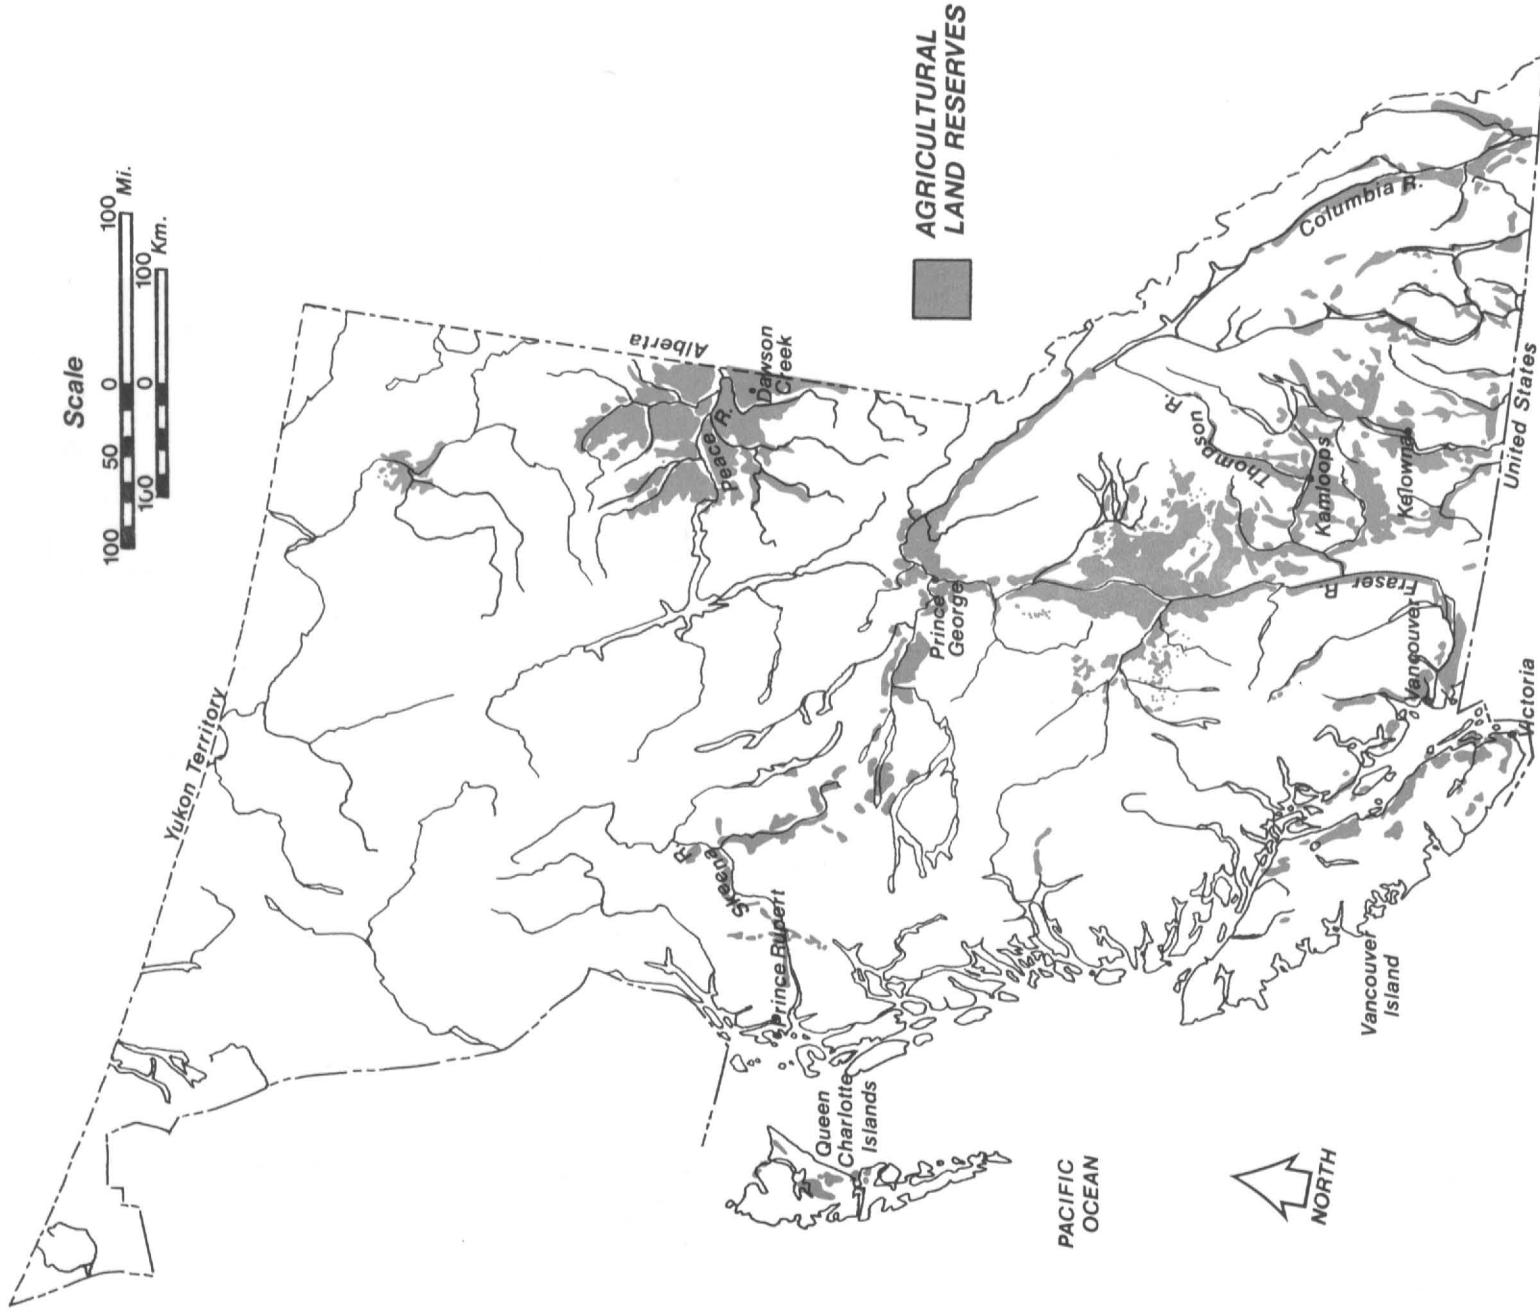 Scale
100 50 0 100
Mi.
100 0 100
Km.
Yukon Territory
Alberta
AGRICULTURAL
LAND RESERVES
Peace R.
Dawson
Creek
Skeena
R.
Prince Rupert
Prince
George
Queen
Charlotte
Islands
Columbia R.
Thompson
R.
Kamloops
Kelowna
Fraser
R.
Vancouver
Victoria
Vancouver
Island
United States
PACIFIC
OCEAN
NORTH